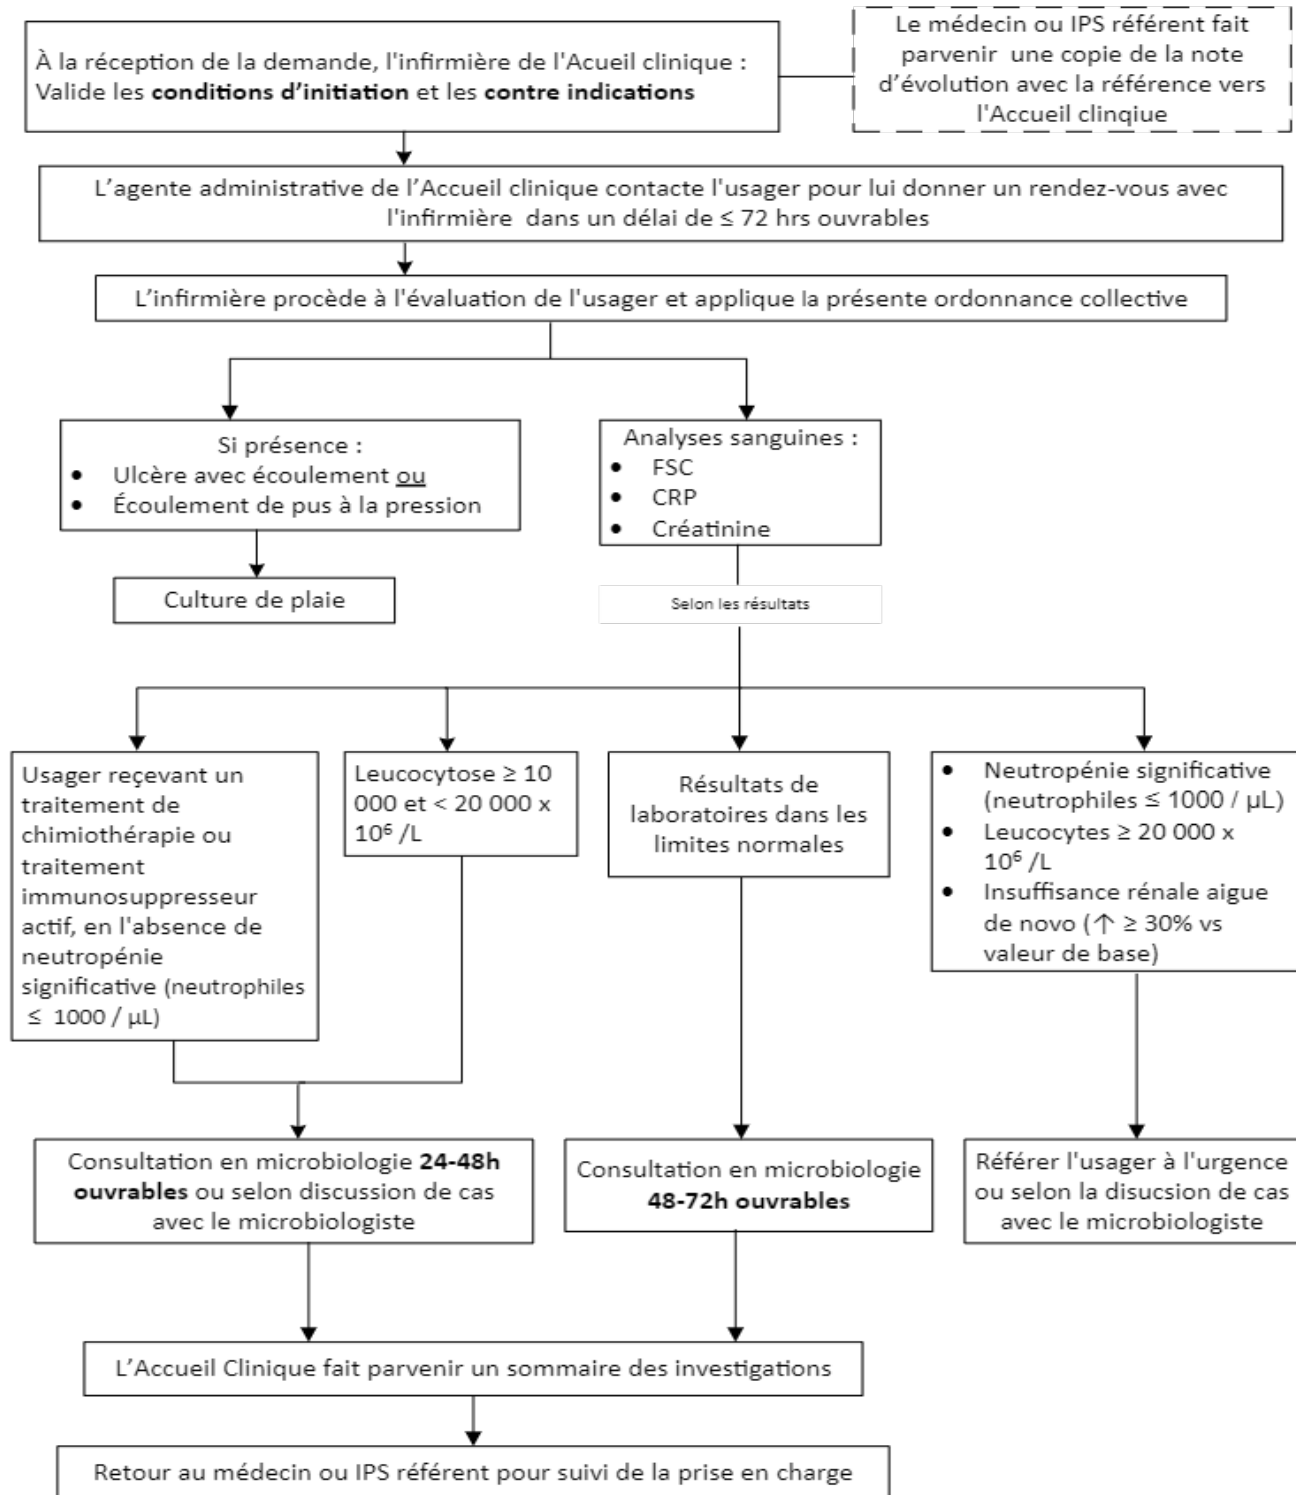 À la réception de la demande, l'infirmière de l'Acueil clinique :
Valide les conditions d'initiation et les contre indications
Le médecin ou IPS référent fait
parvenir une copie de la note
d'évolution avec la référence vers
l'Accueil clinqiue
L'agente administrative de l'Accueil clinique contacte l'usager pour lui donner un rendez-vous avec
l'infirmière dans un délai de ≤ 72 hrs ouvrables
L'infirmière procède à l'évaluation de l'usager et applique la présente ordonnance collective
Si présence :
• Ulcère avec écoulement ou
• Écoulement de pus à la pression
Culture de plaie
Analyses sanguines :
• FSC
• CRP
• Créatinine
Selon les résultats
Usager reçevant un
traitement de
chimiothérapie ou
traitement
immunosuppresseur
actif, en l'absence de
neutropénie
significative (neutrophiles
≤ 1000 / µL)
Leucocytose ≥ 10
000 et < 20 000 x
10⁶ /L
Résultats de
laboratoires dans les
limites normales
• Neutropénie significative
(neutrophiles ≤ 1000 / µL)
• Leucocytes ≥ 20 000 x
10⁶ /L
• Insuffisance rénale aigue
de novo (↑ ≥ 30% vs
valeur de base)
Consultation en microbiologie 24-48h
ouvrables ou selon discussion de cas
avec le microbiologiste
Consultation en microbiologie
48-72h ouvrables
Référer l'usager à l'urgence
ou selon la disucsion de cas
avec le microbiologiste
L'Accueil Clinique fait parvenir un sommaire des investigations
Retour au médecin ou IPS référent pour suivi de la prise en charge